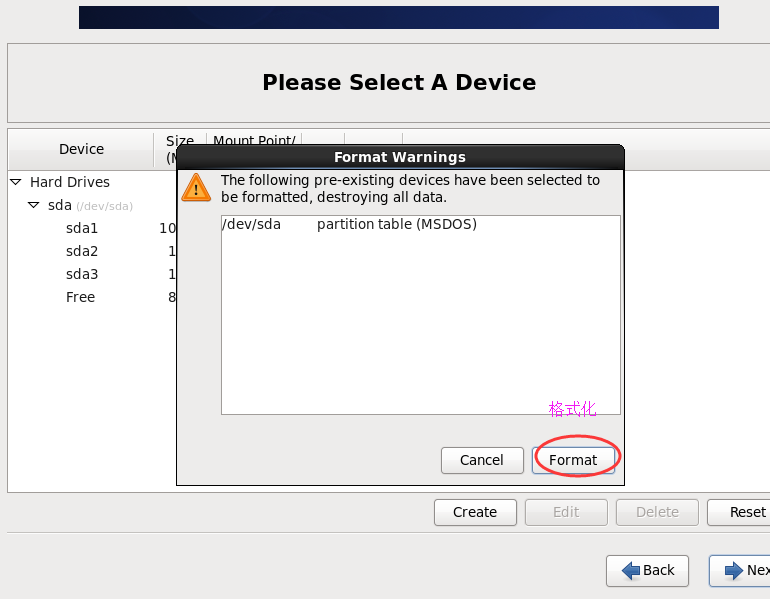 Please Select A Device
Device
Size
Mount Point/
(M
Format Warnings
The following pre-existing devices have been selected to
be formatted, destroying all data.
/dev/sda partition table (MSDOS)
Hard Drives
sda (/dev/sda)
sda1 10
sda2 1
sda3 1
Free 8
格式化
Cancel
Format
Create
Edit
Delete
Reset
Back
Nex